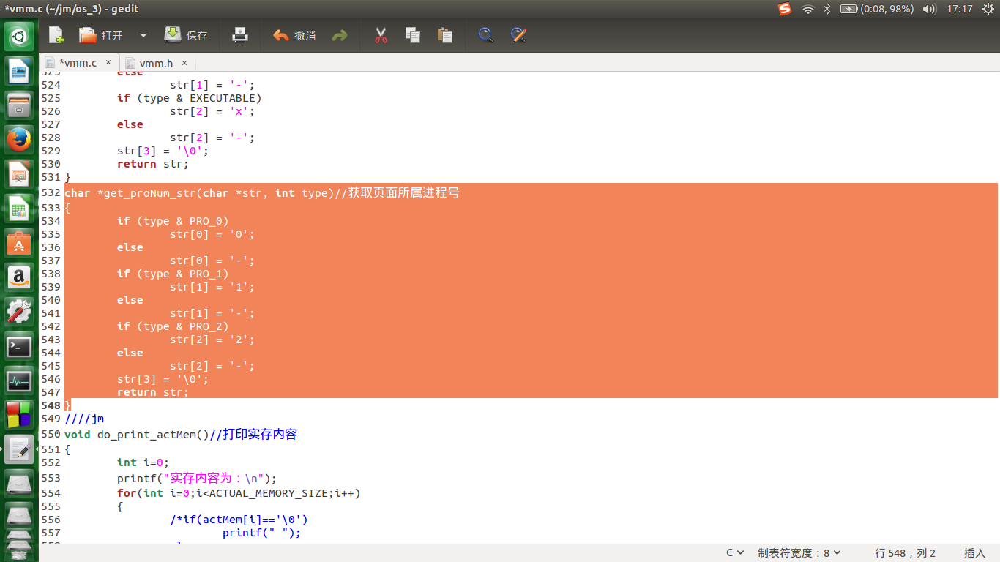 *vmm.c (~/jm/os_3) - gedit
(0:08, 98%)
17:17
打开
保存
撤消
*vmm.c ×
vmm.h ×
523 else
524 str[1] = '-';
525 if (type & EXECUTABLE)
526 str[2] = 'x';
527 else
528 str[2] = '-';
529 str[3] = '\0';
530 return str;
531 }
532 char *get_proNum_str(char *str, int type)//获取页面所属进程号
533 {
534 if (type & PRO_0)
535 str[0] = '0';
536 else
537 str[0] = '-';
538 if (type & PRO_1)
539 str[1] = '1';
540 else
541 str[1] = '-';
542 if (type & PRO_2)
543 str[2] = '2';
544 else
545 str[2] = '-';
546 str[3] = '\0';
547 return str;
548 }
549 ////jm
550 void do_print_actMem()//打印实存内容
551 {
552 int i=0;
553 printf("实存内容为：\n");
554 for(int i=0;i<ACTUAL_MEMORY_SIZE;i++)
555 {
556 /*if(actMem[i]=='\0')
557 printf(" ");
C
制表符宽度：8
行 548，列 2
插入